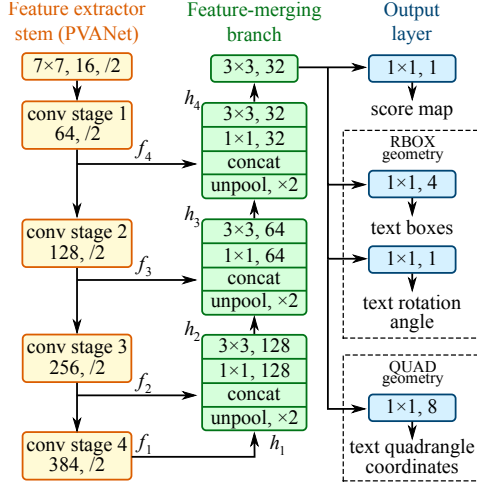 Feature extractor
stem (PVANet)
7×7, 16, /2
conv stage 1
64, /2
f4
conv stage 2
128, /2
f3
conv stage 3
256, /2
f2
conv stage 4
384, /2
f1
Feature-merging
branch
3×3, 32
h4
3×3, 32
1×1, 32
concat
unpool, ×2
h3
3×3, 64
1×1, 64
concat
unpool, ×2
h2
3×3, 128
1×1, 128
concat
unpool, ×2
h1
Output
layer
1×1, 1
score map
RBOX
geometry
1×1, 4
text boxes
1×1, 1
text rotation
angle
QUAD
geometry
1×1, 8
text quadrangle
coordinates